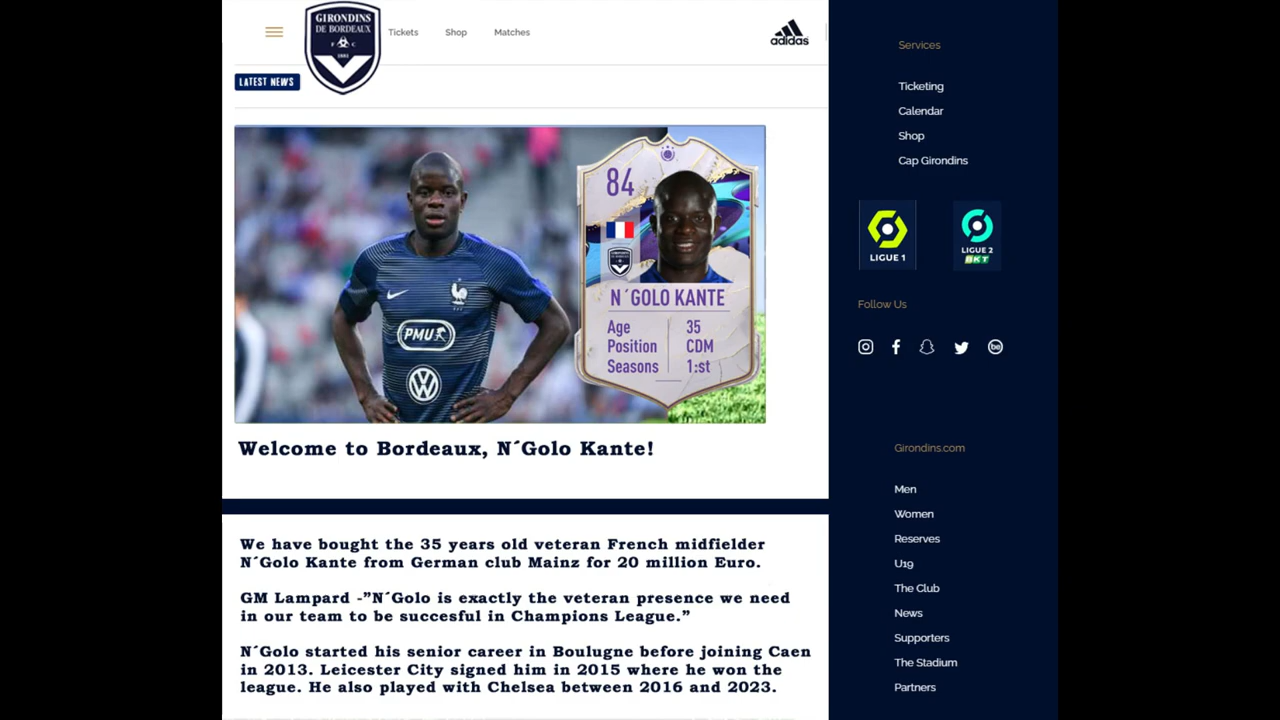 GIRONDINS
DE BORDEAUX
F C
1881
Tickets
Shop
Matches
adidas
LATEST NEWS
PMU
84
N´GOLO KANTE
Age 35
Position CDM
Seasons 1:st
Welcome to Bordeaux, N´Golo Kante!
We have bought the 35 years old veteran French midfielder
N´Golo Kante from German club Mainz for 20 million Euro.
GM Lampard -”N´Golo is exactly the veteran presence we need
in our team to be succesful in Champions League.”
N´Golo started his senior career in Boulugne before joining Caen
in 2013. Leicester City signed him in 2015 where he won the
league. He also played with Chelsea between 2016 and 2023.
Services
Ticketing
Calendar
Shop
Cap Girondins
LIGUE 1
LIGUE 2
BKT
Follow Us
Girondins.com
Men
Women
Reserves
U19
The Club
News
Supporters
The Stadium
Partners